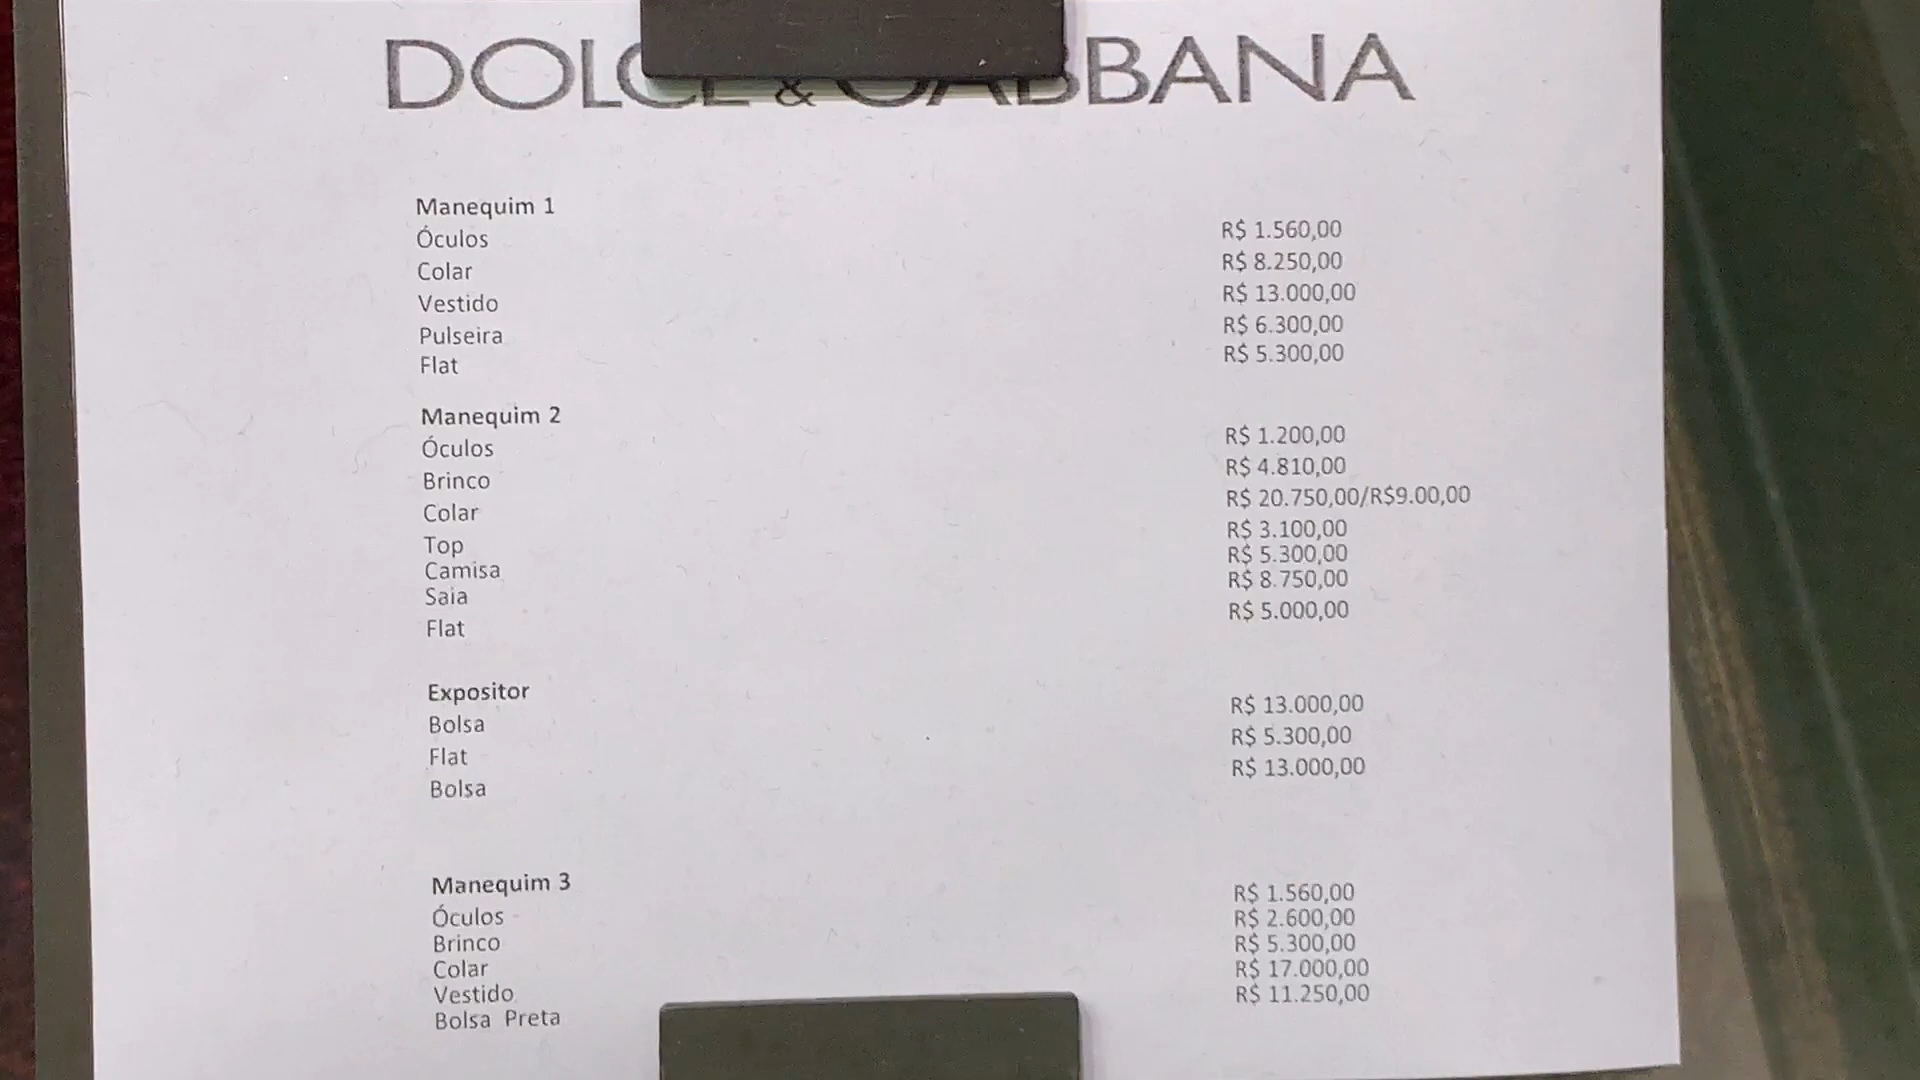 DOLCE & GABBANA
Manequim 1
Óculos R$ 1.560,00
Colar R$ 8.250,00
Vestido R$ 13.000,00
Pulseira R$ 6.300,00
Flat R$ 5.300,00
Manequim 2
Óculos R$ 1.200,00
Brinco R$ 4.810,00
Colar R$ 20.750,00/R$9.00,00
Top R$ 3.100,00
Camisa R$ 5.300,00
Saia R$ 8.750,00
Flat R$ 5.000,00
Expositor
Bolsa R$ 13.000,00
Flat R$ 5.300,00
Bolsa R$ 13.000,00
Manequim 3
Óculos R$ 1.560,00
Brinco R$ 2.600,00
Colar R$ 5.300,00
Vestido R$ 17.000,00
Bolsa Preta R$ 11.250,00